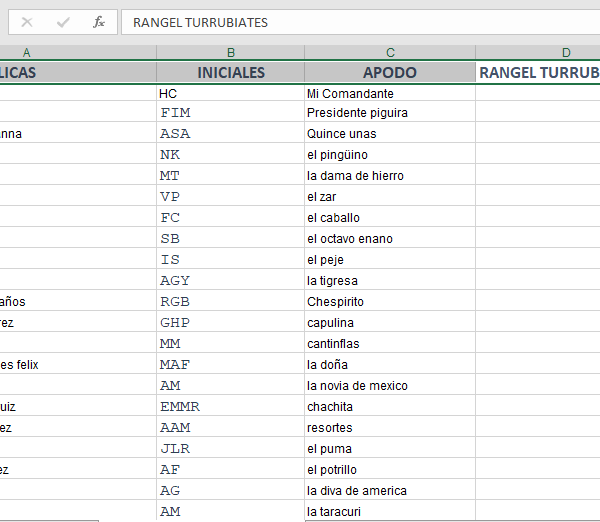 fx RANGEL TURRUBIATES
A B C D
LICAS INICIALES APODO RANGEL TURRUB
HC Mi Comandante
FIM Presidente piguira
anna ASA Quince unas
NK el pingüino
MT la dama de hierro
VP el zar
FC el caballo
SB el octavo enano
IS el peje
AGY la tigresa
años RGB Chespirito
rez GHP capulina
MM cantinflas
es felix MAF la doña
AM la novia de mexico
uiz EMMR chachita
ez AAM resortes
JLR el puma
ez AF el potrillo
AG la diva de america
AM la taracuri